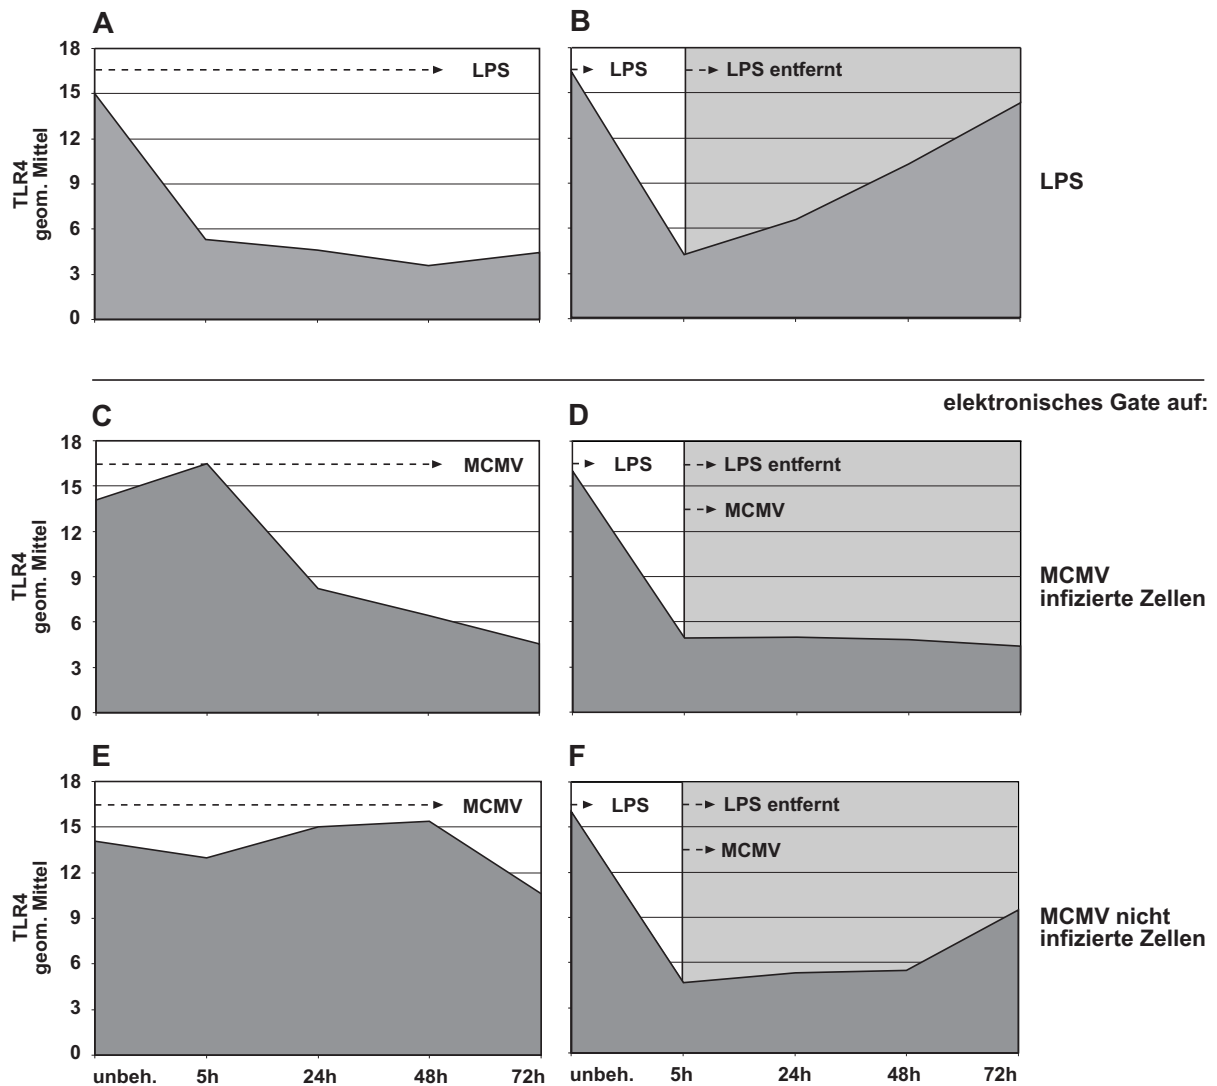 A
B
18
15
12
9
6
3
0
TLR4
geom. Mittel
LPS
LPS
LPS entfernt
LPS
elektronisches Gate auf:
C
D
18
15
12
9
6
3
0
TLR4
geom. Mittel
MCMV
LPS
LPS entfernt
MCMV
MCMV
infizierte Zellen
E
F
18
15
12
9
6
3
0
TLR4
geom. Mittel
MCMV
LPS
LPS entfernt
MCMV
MCMV nicht
infizierte Zellen
unbeh. 5h 24h 48h 72h
unbeh. 5h 24h 48h 72h